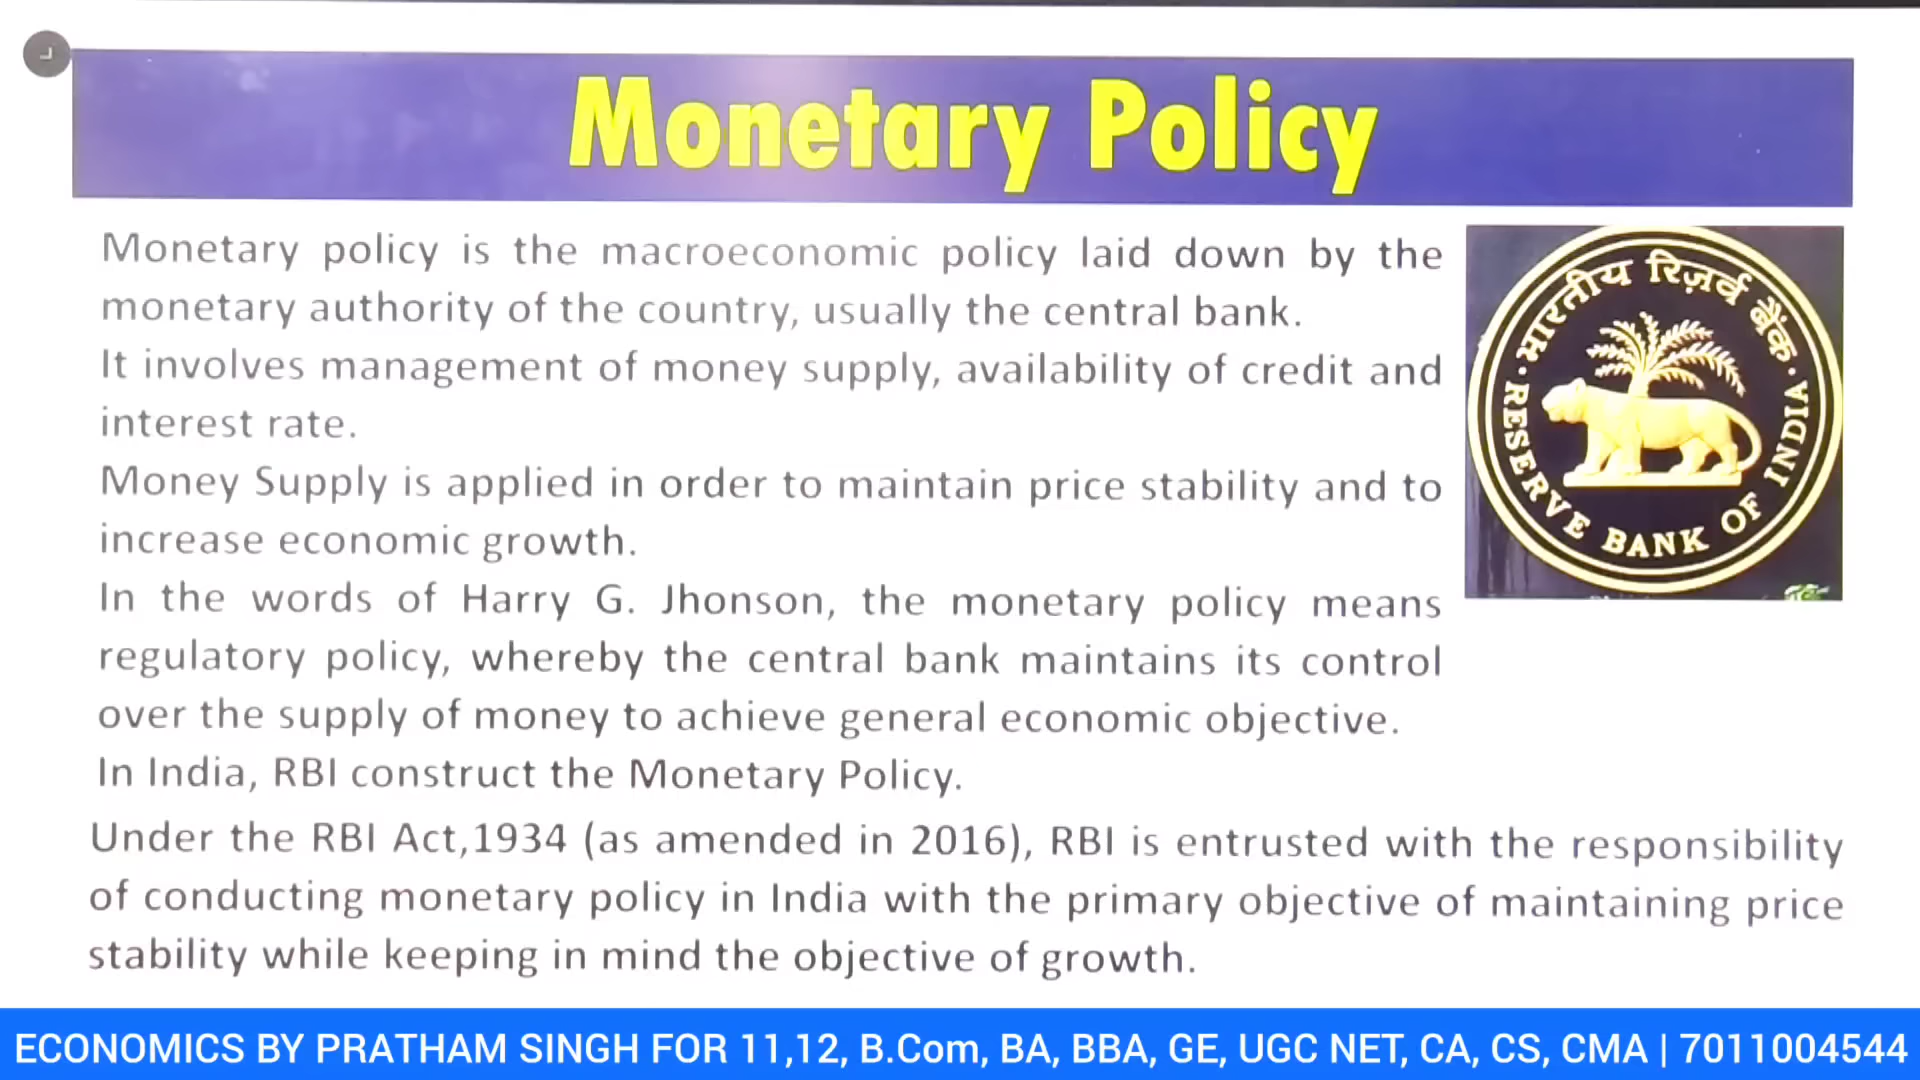 Monetary Policy
Monetary policy is the macroeconomic policy laid down by the
monetary authority of the country, usually the central bank.
It involves management of money supply, availability of credit and
interest rate.
Money Supply is applied in order to maintain price stability and to
increase economic growth.
In the words of Harry G. Jhonson, the monetary policy means
regulatory policy, whereby the central bank maintains its control
over the supply of money to achieve general economic objective.
In India, RBI construct the Monetary Policy.
Under the RBI Act,1934 (as amended in 2016), RBI is entrusted with the responsibility
of conducting monetary policy in India with the primary objective of maintaining price
stability while keeping in mind the objective of growth.
भारतीय रिज़र्व बैंक
RESERVE BANK OF INDIA
ECONOMICS BY PRATHAM SINGH FOR 11,12, B.Com, BA, BBA, GE, UGC NET, CA, CS, CMA | 7011004544